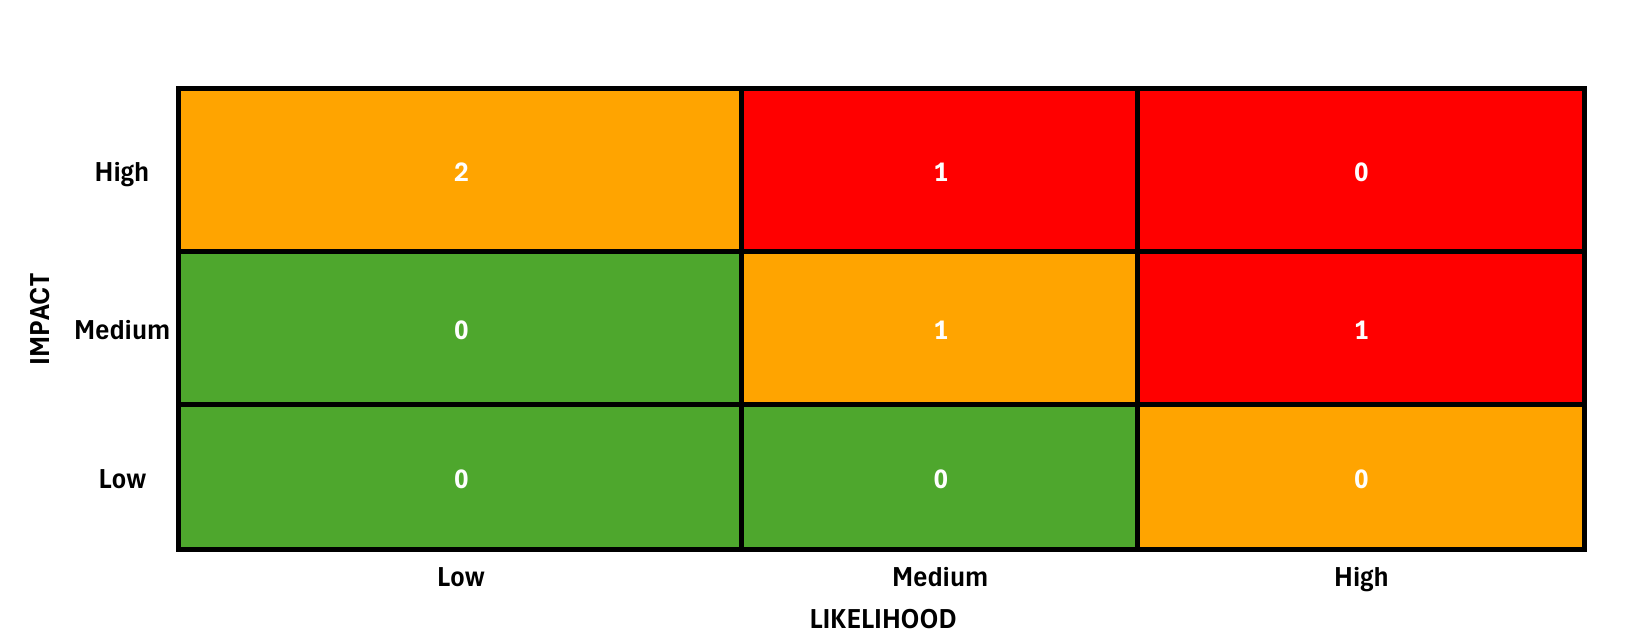 High 2 1 0
IMPACT
Medium 0 1 1
Low 0 0 0
Low Medium High
LIKELIHOOD